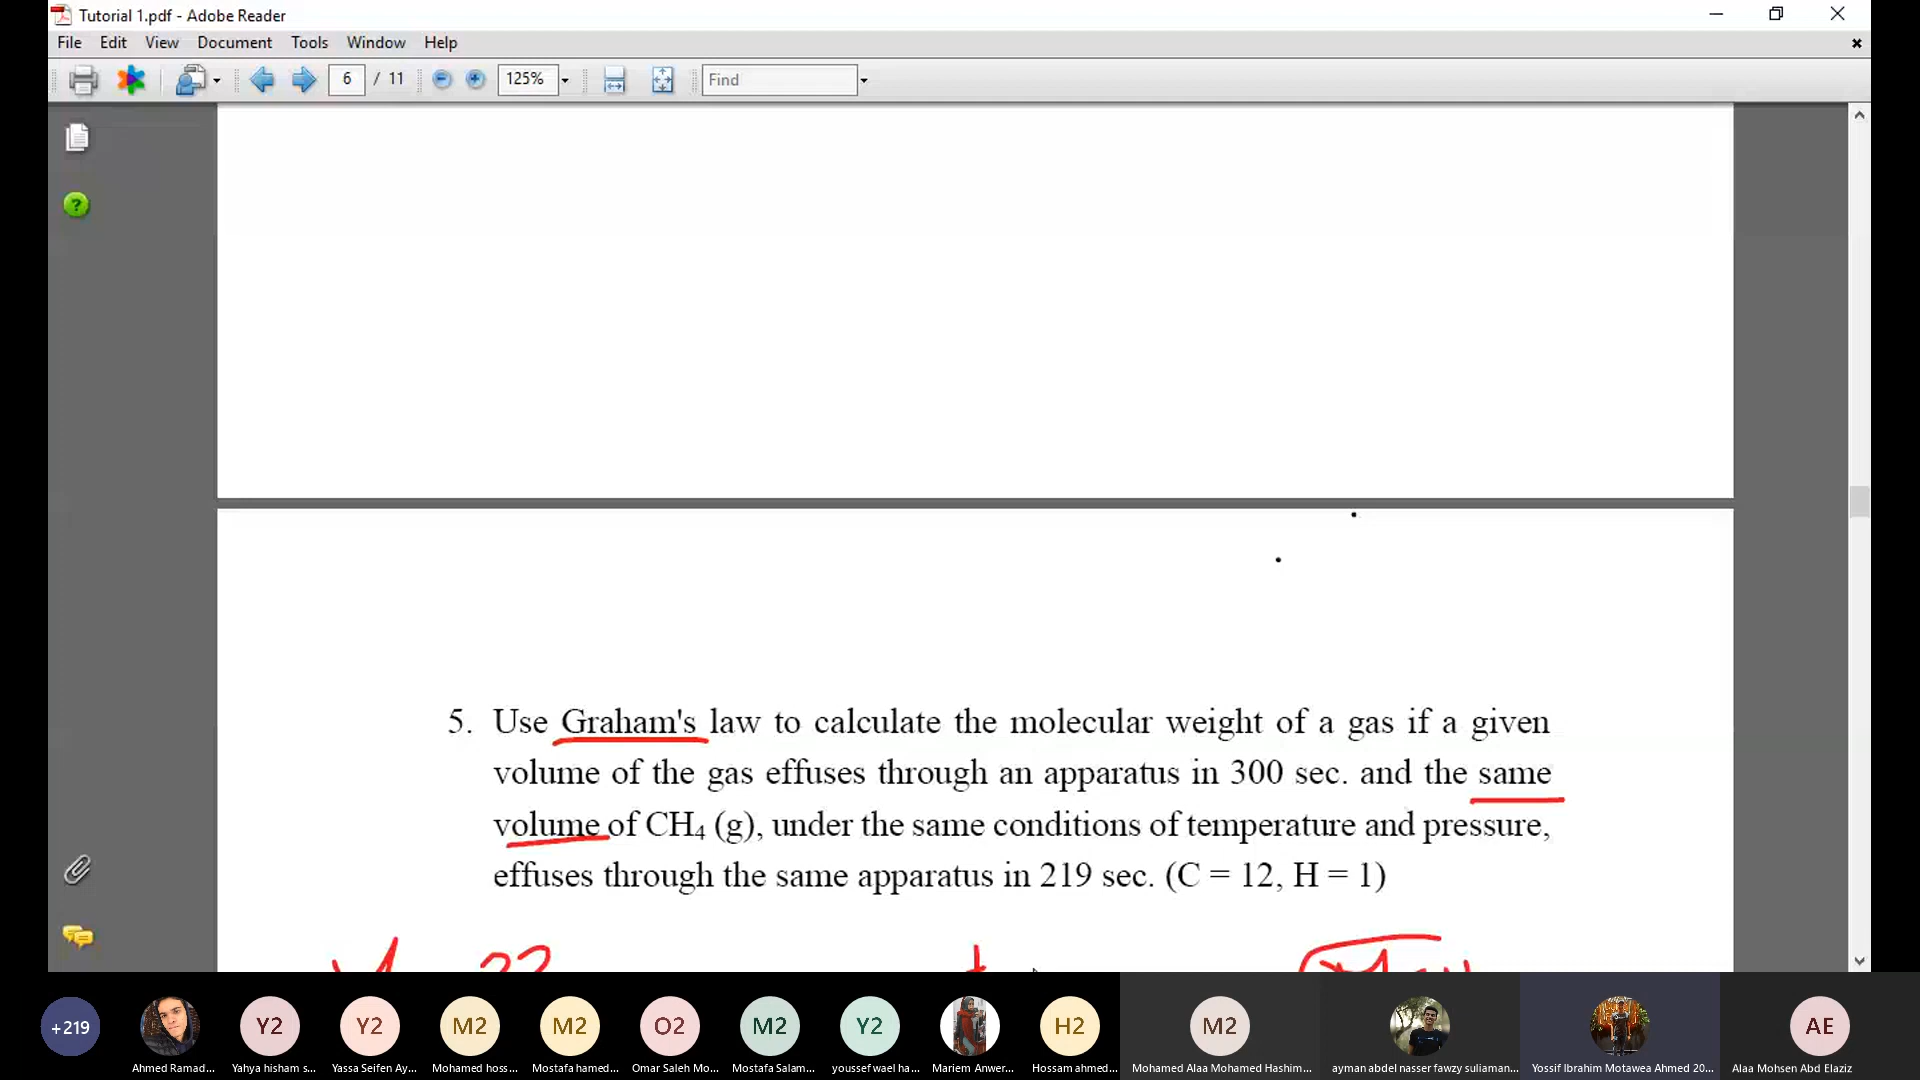 Tutorial 1.pdf - Adobe Reader
File Edit View Document Tools Window Help
6 / 11 125% Find
5. Use Graham's law to calculate the molecular weight of a gas if a given
volume of the gas effuses through an apparatus in 300 sec. and the same
volume of CH₄ (g), under the same conditions of temperature and pressure,
effuses through the same apparatus in 219 sec. (C = 12, H = 1)
+219 Y2 Y2 M2 M2 O2 M2 Y2 H2 M2 AE
Ahmed Ramad... Yahya hisham s... Yassa Seifen Ay... Mohamed hoss... Mostafa hamed... Omar Saleh Mo... Mostafa Salam... youssef wael ha... Mariem Anwer... Hossam ahmed... Mohamed Alaa Mohamed Hashim... ayman abdel nasser fawzy suliaman... Yossif Ibrahim Motawea Ahmed 20... Alaa Mohsen Abd Elaziz